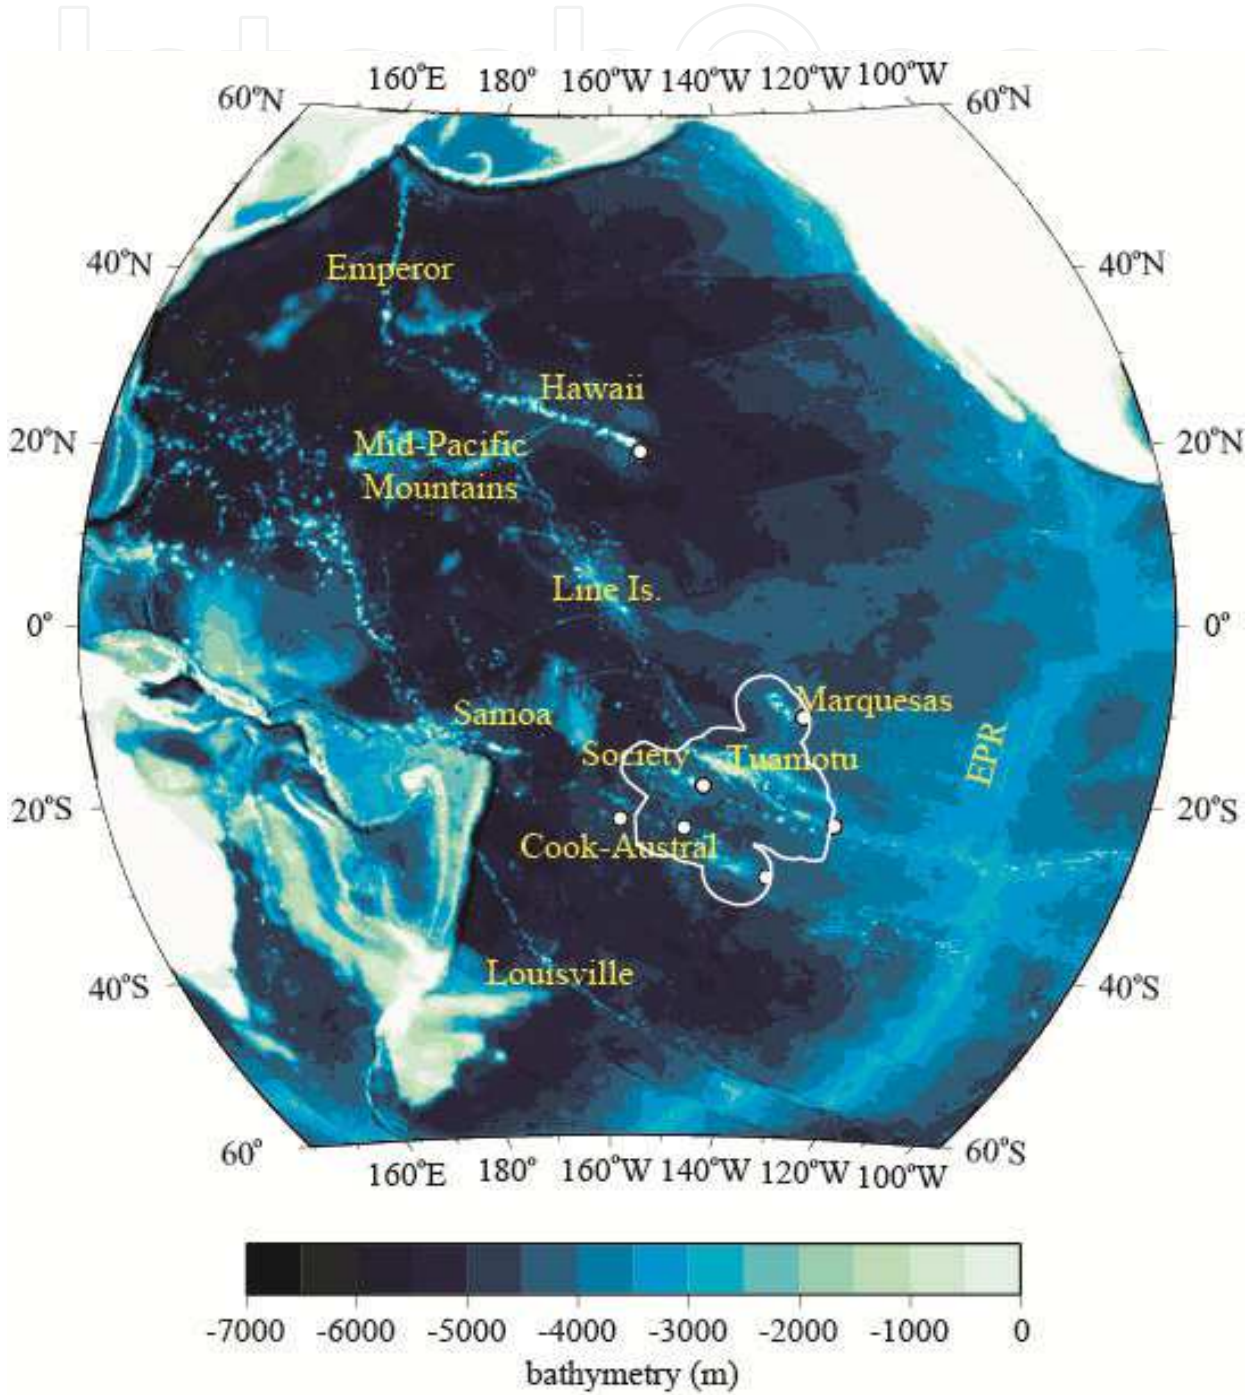 160°E 180° 160°W 140°W 120°W 100°W
60°N 60°N
40°N 40°N
Emperor
Hawaii
20°N 20°N
Mid-Pacific
Mountains
Line Is.
0° 0°
Marquesas
Samoa
Society Tuamotu
EPR
20°S 20°S
Cook-Austral
Louisville
40°S 40°S
60° 60°S
160°E 180° 160°W 140°W 120°W 100°W
-7000 -6000 -5000 -4000 -3000 -2000 -1000 0
bathymetry (m)